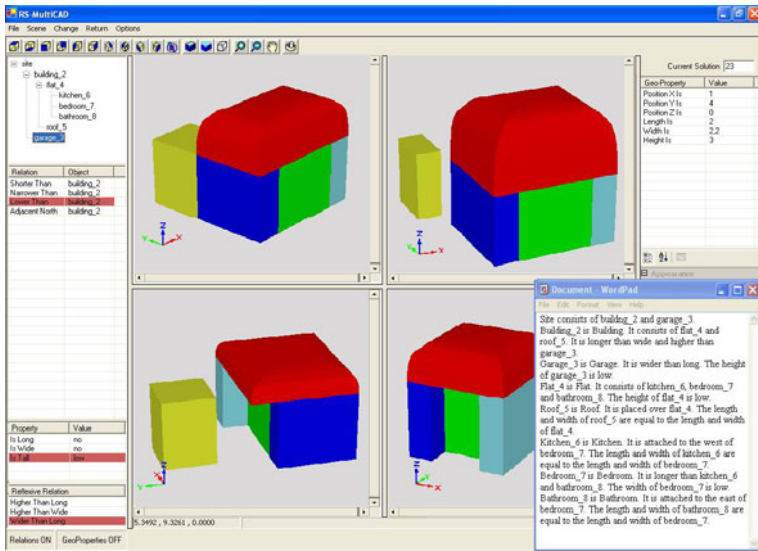 RS-MultiCAD
File Scene Change Return Options
site
building_2
flat_4
kitchen_6
bedroom_7
bathroom_8
roof_5
garage_3
Relation Object
Shorter Than building_2
Narrower Than building_2
Lower Than building_2
Adjacent North building_2
Property Value
Is Long no
Is Wide no
Is Tall low
Reflexive Relation
Higher Than Long
Higher Than Wide
Wider Than Long
Relations ON GeoProperties OFF
5.3492 , 9.3261 , 0.0000
Z
Y
X
Z
Y
X
Z
X
Y
Z
X
Y
Current Solution 23
Geo-Property Value
Position X Is 1
Position Y Is 4
Position Z Is 0
Length Is 2
Width Is 2,2
Height Is 3
Appearance
Document - WordPad
File Edit Format View Help
Site consists of buildng_2 and garage_3.
Building_2 is Building. It consists of flat_4 and
roof_5. It is longer than wide and higher than
garage_3.
Garage_3 is Garage. It is wider than long. The height
of garage_3 is low.
Flat_4 is Flat. It consists of kitchen_6, bedroom_7
and bathroom_8. The height of flat_4 is low.
Roof_5 is Roof. It is placed over flat_4. The length
and width of roof_5 are equal to the length and width
of flat_4.
Kitchen_6 is Kitchen. It is attached to the west of
bedroom_7. The length and width of kitchen_6 are
equal to the length and width of bedroom_7.
Bedroom_7 is Bedroom. It is longer than kitchen_6
and bathroom_8. The width of bedroom_7 is low.
Bathroom_8 is Bathroom. It is attached to the east of
bedroom_7. The length and width of bathroom_8 are
equal to the length and width of bedroom_7.